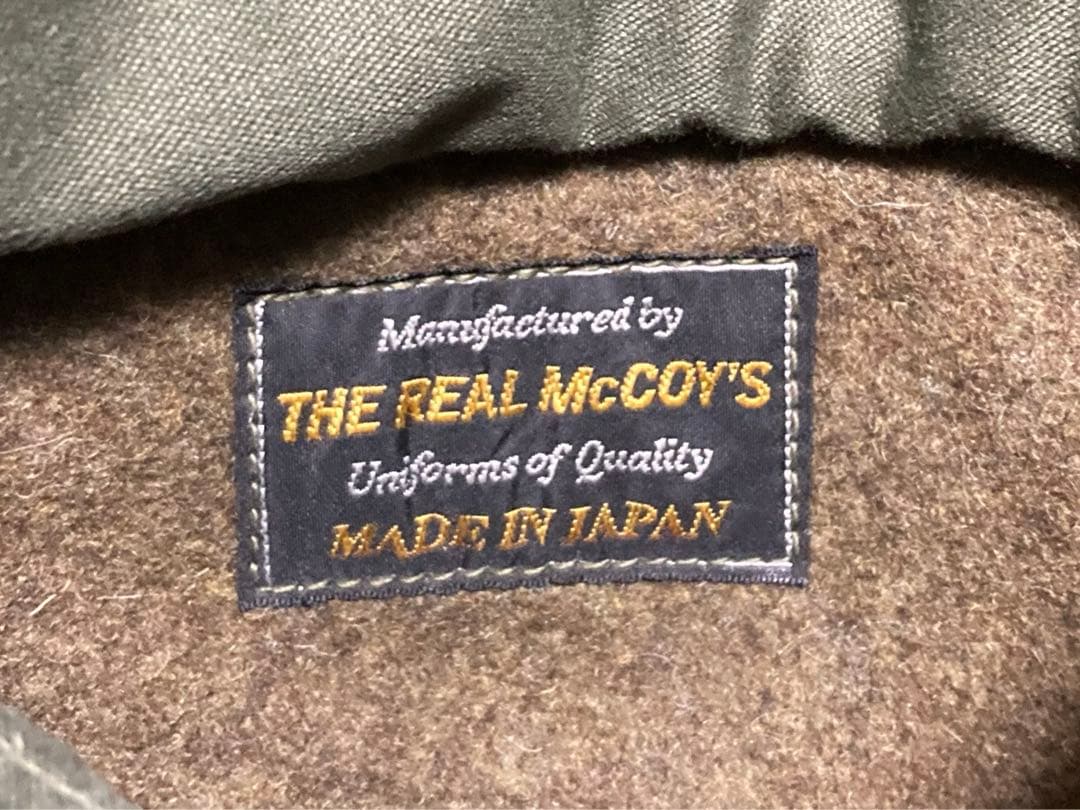 Manufactured by
THE REAL McCOY'S
Uniforms of Quality
MADE IN JAPAN